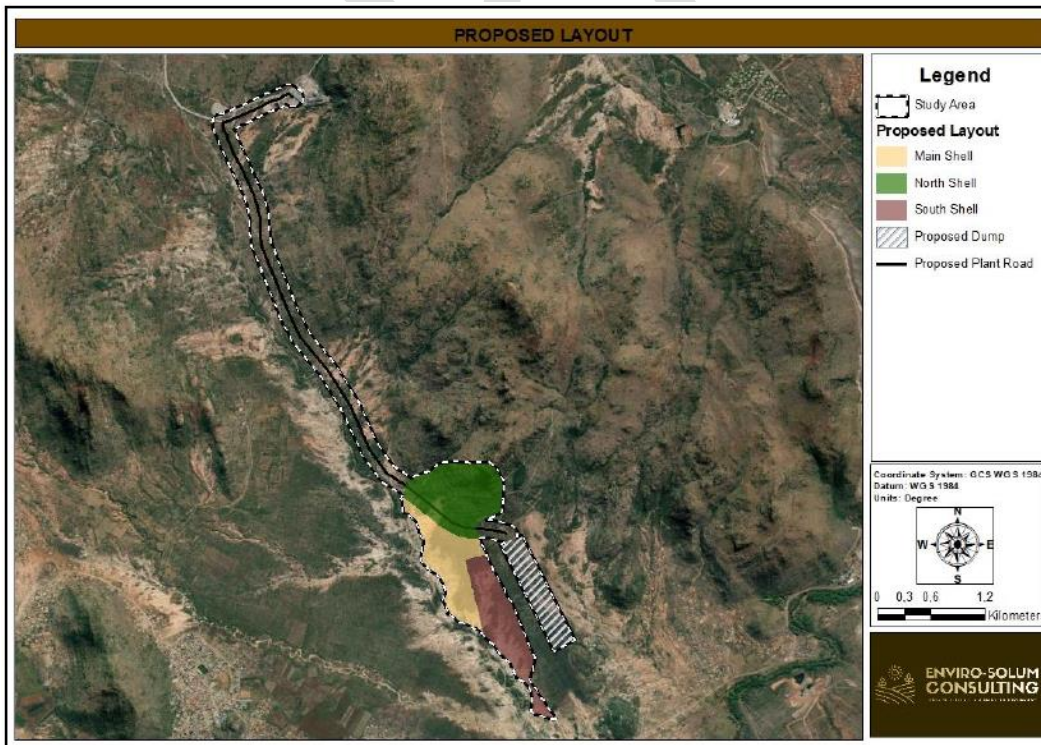 PROPOSED LAYOUT
Legend
Study Area
Proposed Layout
Main Shell
North Shell
South Shell
Proposed Dump
Proposed Plant Road
Coordinate System: GCS WGS 1984
Datum: WGS 1984
Units: Degree
N
W E
S
0 0.3 0.6 1.2
Kilometer
ENVIRO-SOLUM
CONSULTING